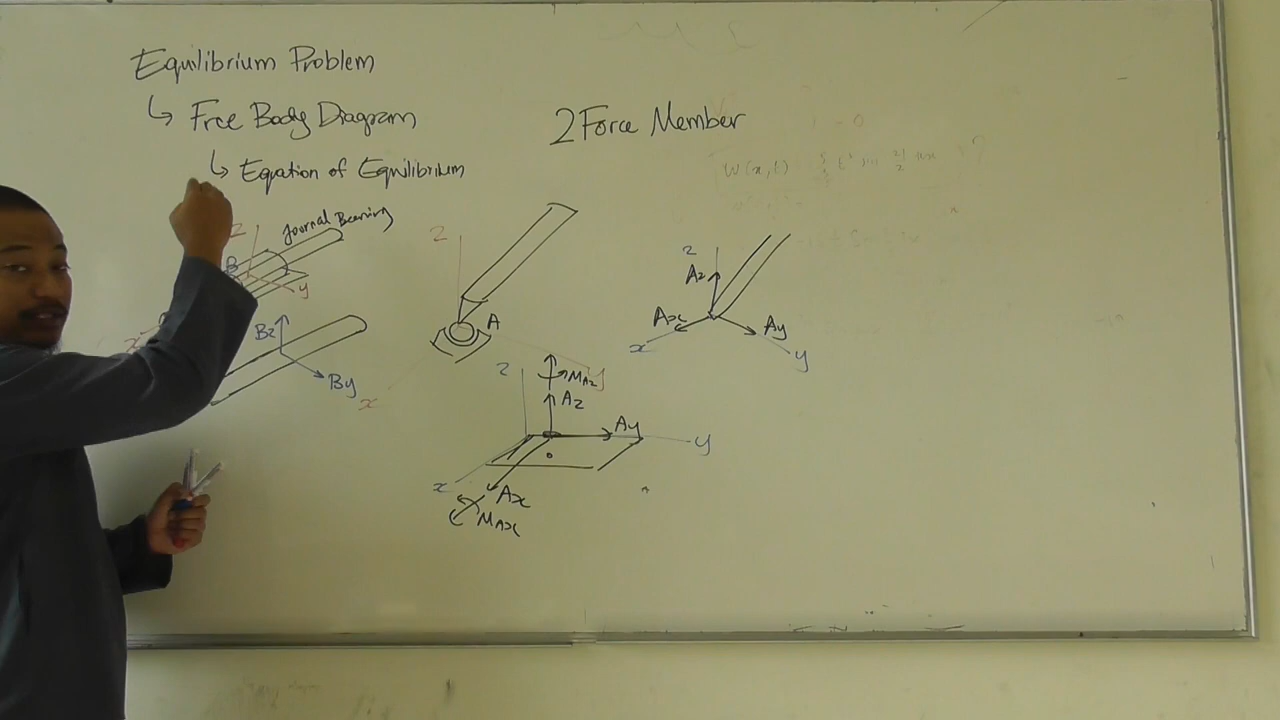 Equilibrium Problem
↳ Free Body Diagram
2 Force Member
↳ Equation of Equilibrium
W(x,t)
Journal Bearing
z
B
y
x
Bz
By
z
A
x
y
z
Az
Ax
Ay
x
y
z
MAz
Az
Ay
y
x
Ax
MAx